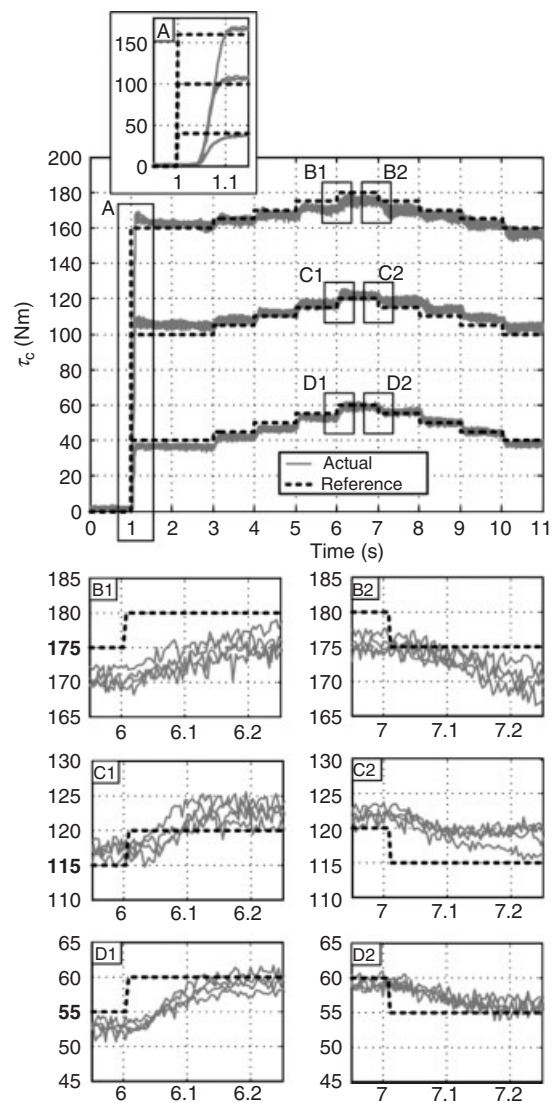 A
150
100
50
0
1 1.1
200
180
160
140
120
100
80
60
40
20
0
τc (Nm)
A
B1 B2
C1 C2
D1 D2
Actual
Reference
0 1 2 3 4 5 6 7 8 9 10 11
Time (s)
B1
185
180
175
170
165
6 6.1 6.2
B2
185
180
175
170
165
7 7.1 7.2
C1
130
125
120
115
110
6 6.1 6.2
C2
130
125
120
115
110
7 7.1 7.2
D1
65
60
55
50
45
6 6.1 6.2
D2
65
60
55
50
45
7 7.1 7.2